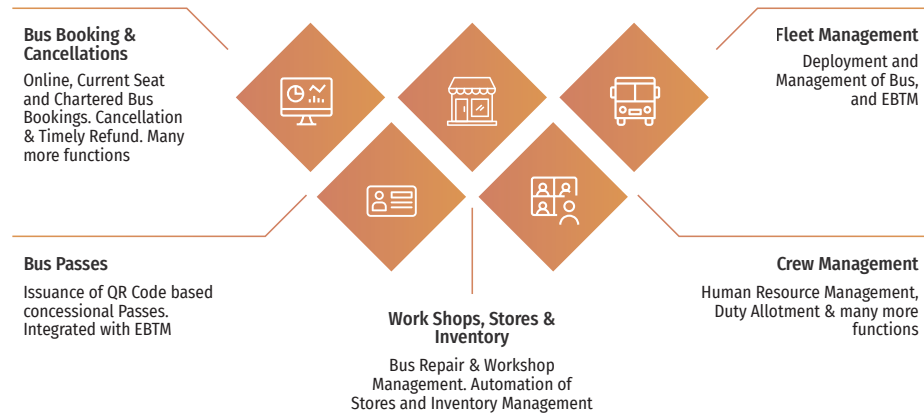 Bus Booking &
Cancellations
Online, Current Seat
and Chartered Bus
Bookings. Cancellation
& Timely Refund. Many
more functions
Fleet Management
Deployment and
Management of Bus,
and EBTM
Bus Passes
Issuance of QR Code based
concessional Passes.
Integrated with EBTM
Work Shops, Stores &
Inventory
Bus Repair & Workshop
Management. Automation of
Stores and Inventory Management
Crew Management
Human Resource Management,
Duty Allotment & many more
functions